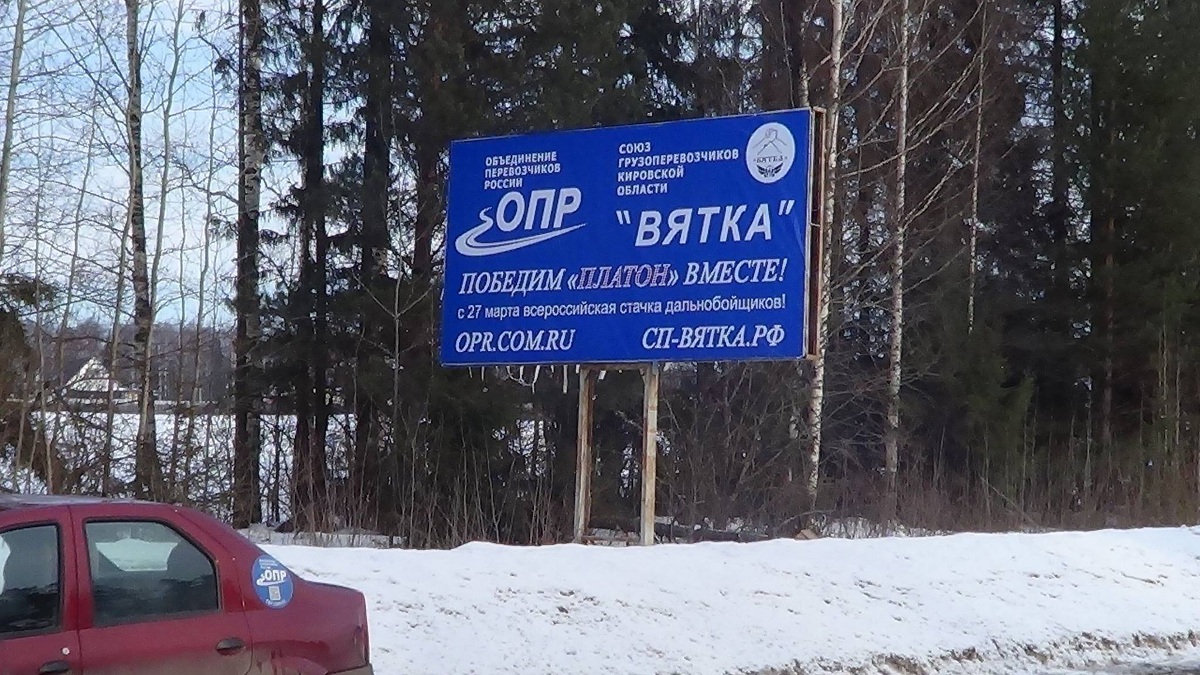 ОБЪЕДИНЕНИЕ
ПЕРЕВОЗЧИКОВ
РОССИИ
ОПР
СОЮЗ
ГРУЗОПЕРЕВОЗЧИКОВ
КИРОВСКОЙ
ОБЛАСТИ
"ВЯТКА"
ВЯТКА
ПОБЕДИМ «ПЛАТОН» ВМЕСТЕ!
с 27 марта всероссийская стачка дальнобойщиков!
OPR.COM.RU
СП-ВЯТКА.РФ
ОПР